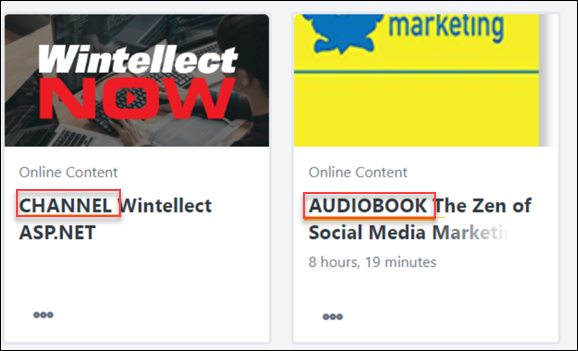 Wintellect
NOW
Online Content
CHANNEL Wintellect
ASP.NET
marketing
Online Content
AUDIOBOOK The Zen of
Social Media Marketin
8 hours, 19 minutes